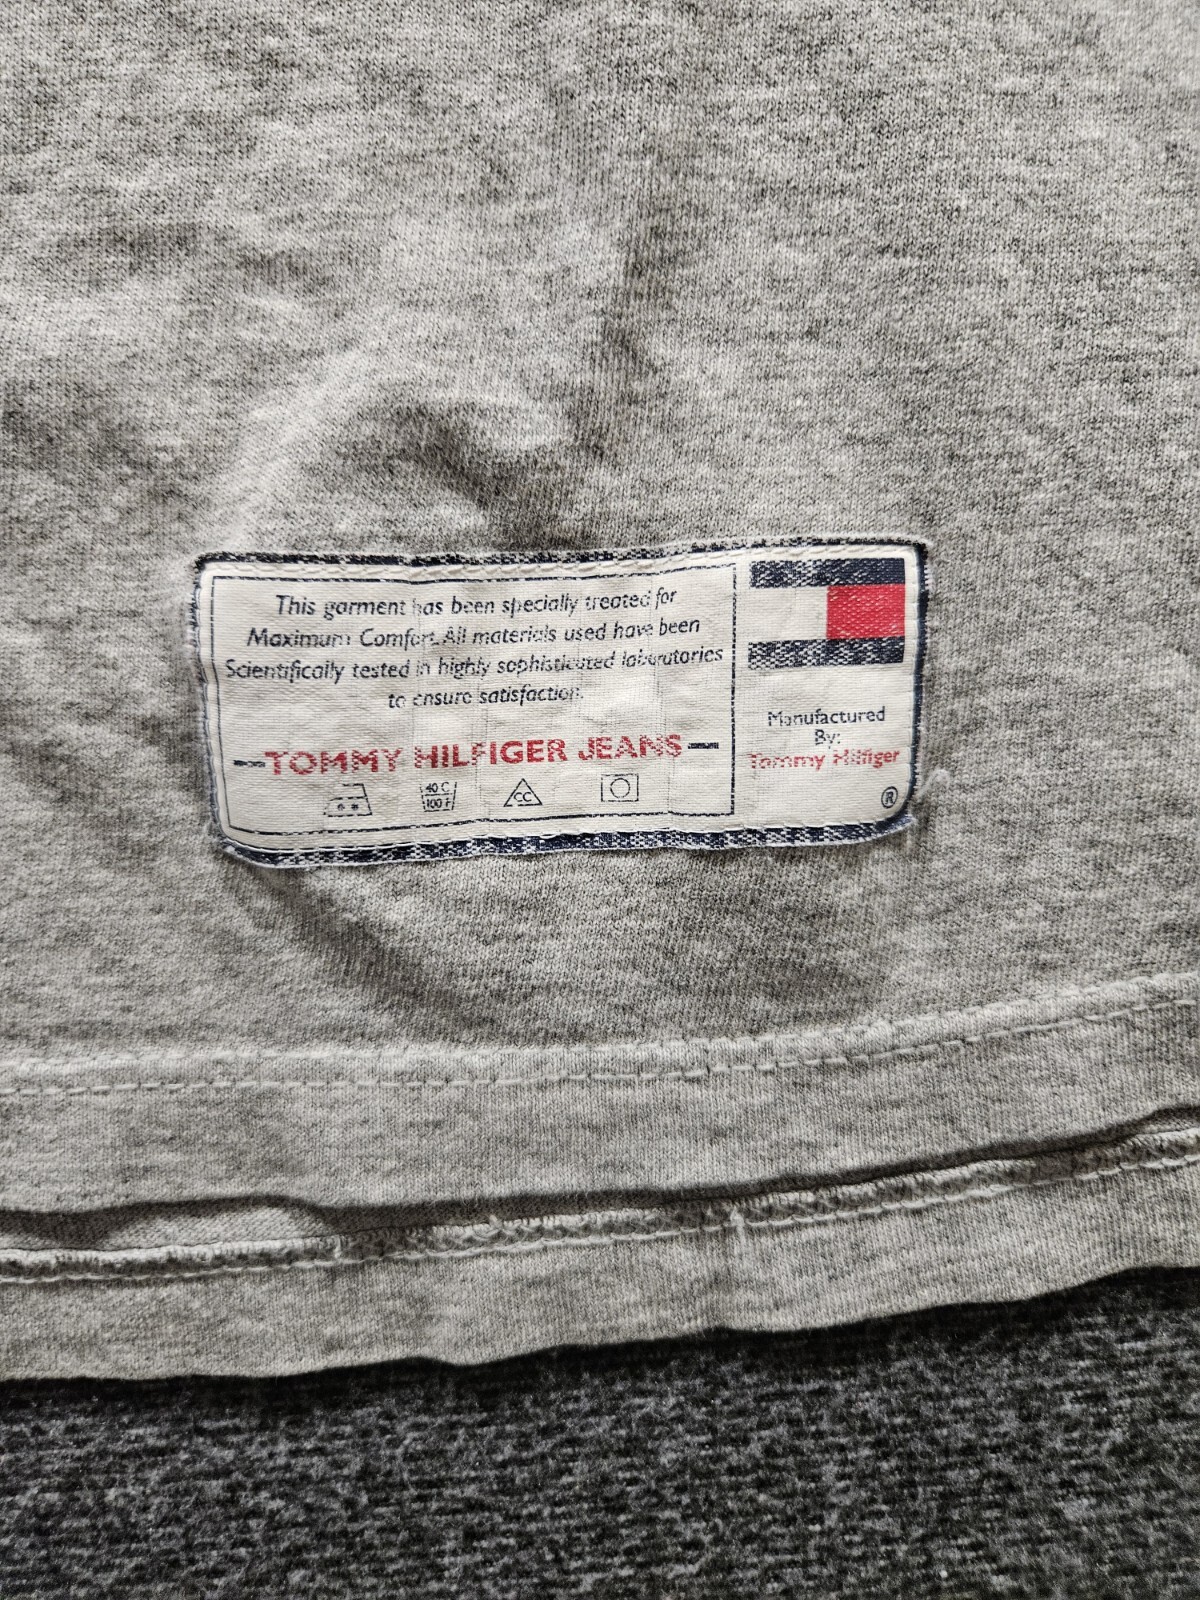 This garment has been specially treated for
Maximum Comfort. All materials used have been
Scientifically tested in highly sophisticated laboratories
to ensure satisfaction.
TOMMY HILFIGER JEANS
40 C
100 F
CC
Manufactured
By:
Tommy Hilfiger
®